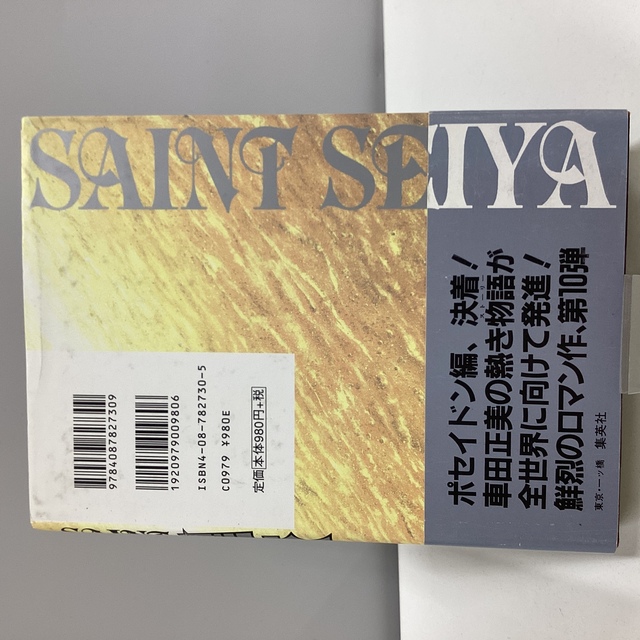 SAINT SEIYA
ポセイドン編、決着！
車田正美の熱き物語が
全世界に向けて発進！
鮮烈のロマン作、第10弾
東京・一ツ橋 集英社
9784087827309
1920979009806
ISBN4-08-782730-5
C0979 ¥980E
定価 本体980円+税